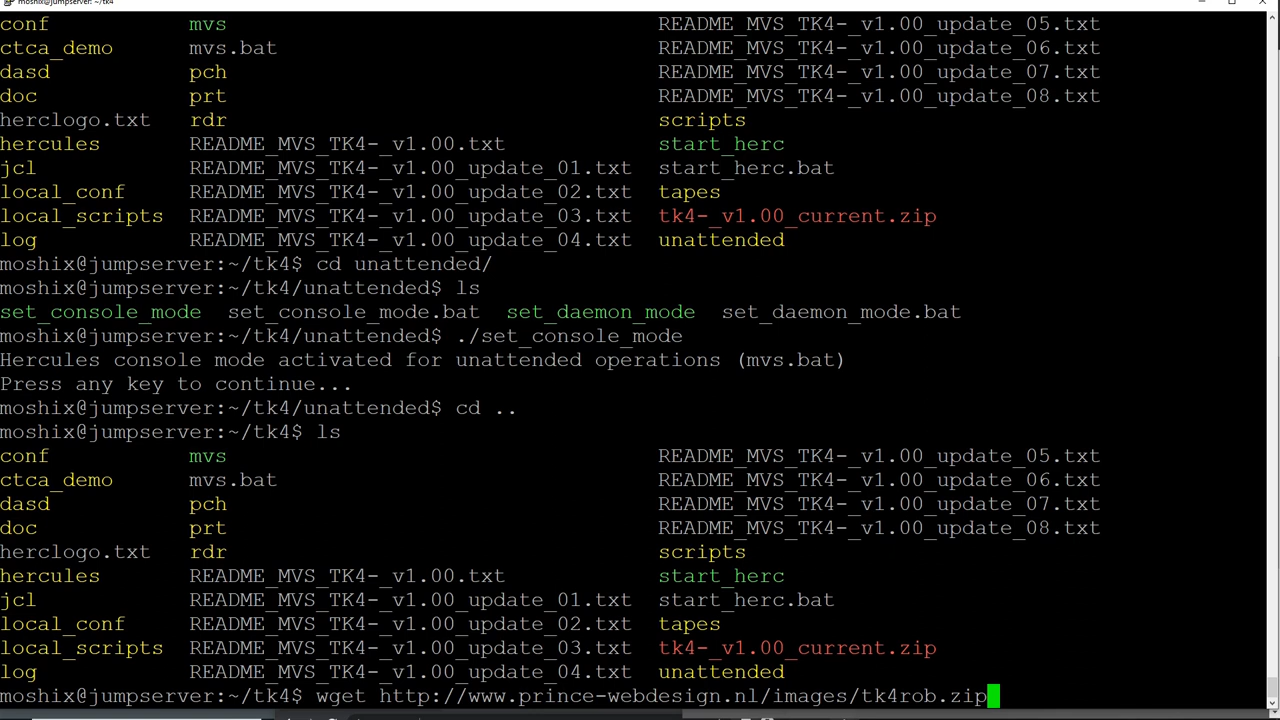 moshix@jumpserver: ~/tk4
conf mvs README_MVS_TK4-_v1.00_update_05.txt
ctca_demo mvs.bat README_MVS_TK4-_v1.00_update_06.txt
dasd pch README_MVS_TK4-_v1.00_update_07.txt
doc prt README_MVS_TK4-_v1.00_update_08.txt
herclogo.txt rdr scripts
hercules README_MVS_TK4-_v1.00.txt start_herc
jcl README_MVS_TK4-_v1.00_update_01.txt start_herc.bat
local_conf README_MVS_TK4-_v1.00_update_02.txt tapes
local_scripts README_MVS_TK4-_v1.00_update_03.txt tk4-_v1.00_current.zip
log README_MVS_TK4-_v1.00_update_04.txt unattended
moshix@jumpserver:~/tk4$ cd unattended/
moshix@jumpserver:~/tk4/unattended$ ls
set_console_mode set_console_mode.bat set_daemon_mode set_daemon_mode.bat
moshix@jumpserver:~/tk4/unattended$ ./set_console_mode
Hercules console mode activated for unattended operations (mvs.bat)
Press any key to continue...
moshix@jumpserver:~/tk4/unattended$ cd ..
moshix@jumpserver:~/tk4$ ls
conf mvs README_MVS_TK4-_v1.00_update_05.txt
ctca_demo mvs.bat README_MVS_TK4-_v1.00_update_06.txt
dasd pch README_MVS_TK4-_v1.00_update_07.txt
doc prt README_MVS_TK4-_v1.00_update_08.txt
herclogo.txt rdr scripts
hercules README_MVS_TK4-_v1.00.txt start_herc
jcl README_MVS_TK4-_v1.00_update_01.txt start_herc.bat
local_conf README_MVS_TK4-_v1.00_update_02.txt tapes
local_scripts README_MVS_TK4-_v1.00_update_03.txt tk4-_v1.00_current.zip
log README_MVS_TK4-_v1.00_update_04.txt unattended
moshix@jumpserver:~/tk4$ wget http://www.prince-webdesign.nl/images/tk4rob.zip